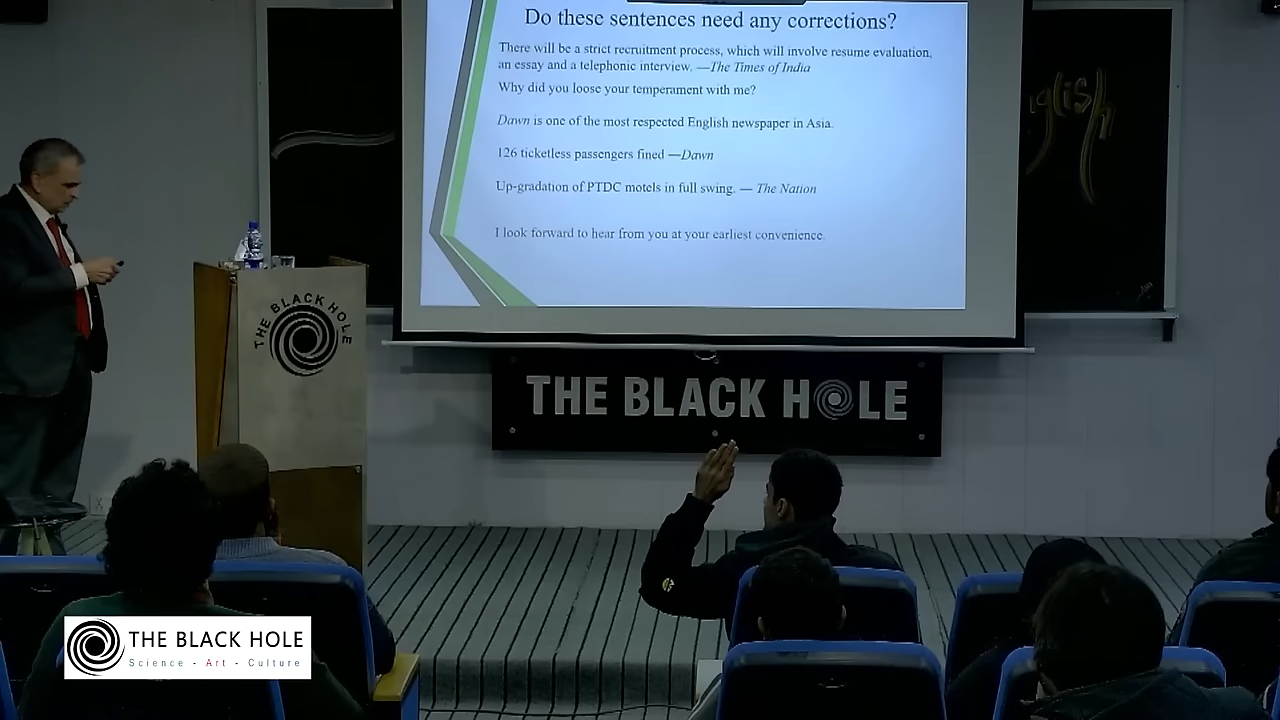 Do these sentences need any corrections?
There will be a strict recruitment process, which will involve resume evaluation,
an essay and a telephonic interview. —The Times of India
Why did you loose your temperament with me?
Dawn is one of the most respected English newspaper in Asia.
126 ticketless passengers fined —Dawn
Up-gradation of PTDC motels in full swing. — The Nation
I look forward to hear from you at your earliest convenience.
THE BLACK HOLE
THE BLACK HOLE
THE BLACK HOLE
Science - Art - Culture